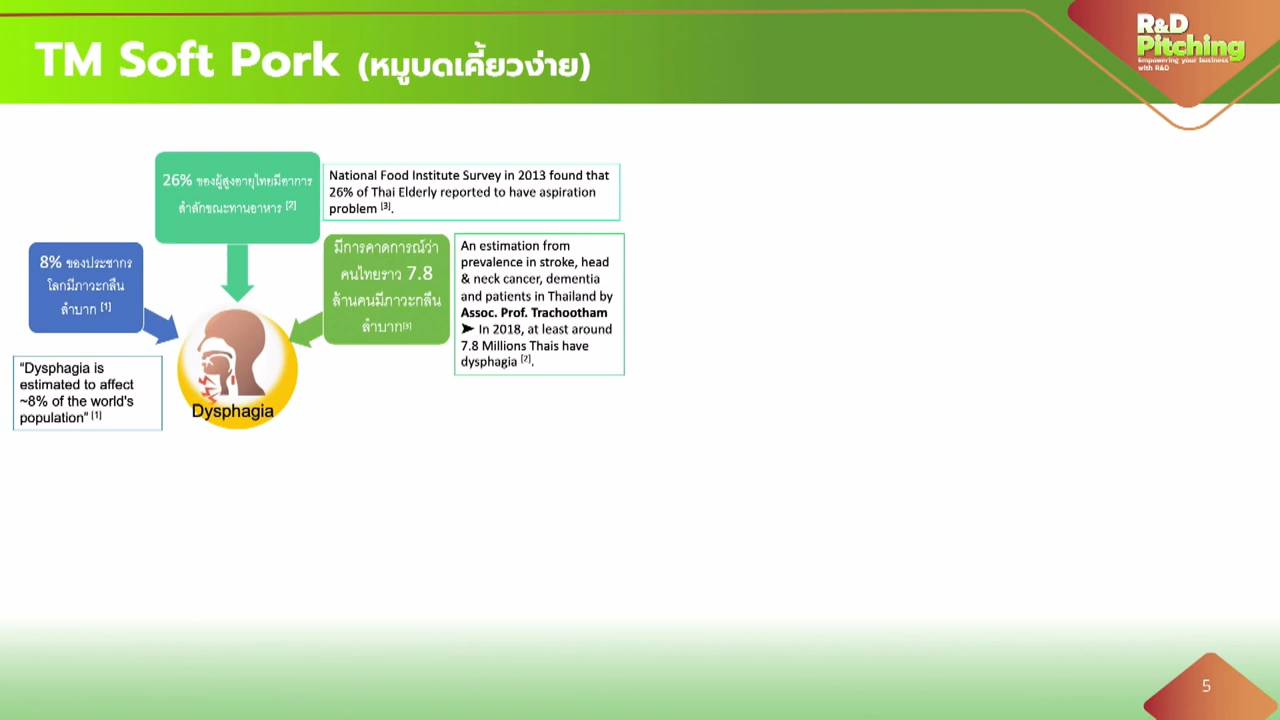 TM Soft Pork (หมูบดเคี้ยวง่าย)
R&D
Pitching
Empowering your business
with R&D
26% ของผู้สูงอายุไทยมีอาการ
สำลักขณะทานอาหาร [2]
National Food Institute Survey in 2013 found that
26% of Thai Elderly reported to have aspiration
problem [3].
8% ของประชากร
โลกมีภาวะกลืน
ลำบาก [1]
มีการคาดการณ์ว่า
คนไทยราว 7.8
ล้านคนมีภาวะกลืน
ลำบาก[3]
An estimation from
prevalence in stroke, head
& neck cancer, dementia
and patients in Thailand by
Assoc. Prof. Trachootham
➤ In 2018, at least around
7.8 Millions Thais have
dysphagia [2].
"Dysphagia is
estimated to affect
~8% of the world's
population" [1]
Dysphagia
5